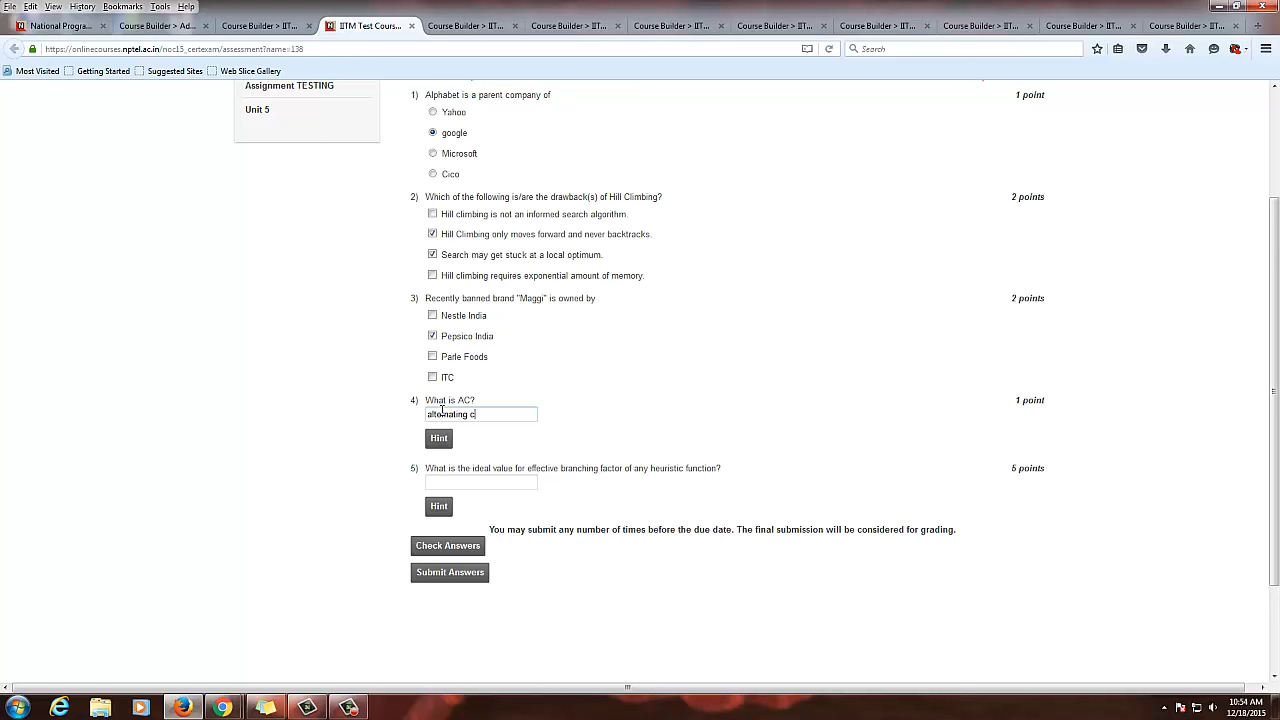 File Edit View History Bookmarks Tools Help
National Progra... Course Builder > Ad... Course Builder > IIT... IITM Test Cours... Course Builder > IIT... Course Builder > IIT... Course Builder > IIT... Course Builder > IIT... Course Builder > IIT... Course Builder > IIT... Course Builder > IIT... Course Builder > IIT...
https://onlinecourses.nptel.ac.in/noc15_certexam/assessment?name=138 Search
Most Visited Getting Started Suggested Sites Web Slice Gallery
Assignment TESTING
Unit 5
1) Alphabet is a parent company of 1 point
Yahoo
google
Microsoft
Cico
2) Which of the following is/are the drawback(s) of Hill Climbing? 2 points
Hill climbing is not an informed search algorithm.
Hill Climbing only moves forward and never backtracks.
Search may get stuck at a local optimum.
Hill climbing requires exponential amount of memory.
3) Recently banned brand "Maggi" is owned by 2 points
Nestle India
Pepsico India
Parle Foods
ITC
4) What is AC? 1 point
alternating c
Hint
5) What is the ideal value for effective branching factor of any heuristic function? 5 points
Hint
You may submit any number of times before the due date. The final submission will be considered for grading.
Check Answers
Submit Answers
10:54 AM
12/18/2015